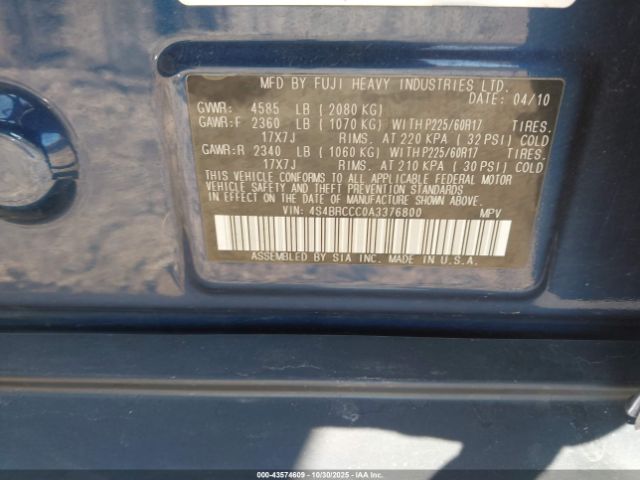 MFD BY FUJI HEAVY INDUSTRIES LTD.
DATE: 04/10
GVWR: 4585 LB ( 2080 KG)
GAWR:F 2360 LB ( 1070 KG) WITH P225/60R17 TIRES.
17X7J RIMS. AT 220 KPA ( 32 PSI) COLD
GAWR:R 2340 LB ( 1060 KG) WITH P225/60R17 TIRES.
17X7J RIMS. AT 210 KPA ( 30 PSI) COLD
THIS VEHICLE CONFORMS TO ALL APPLICABLE FEDERAL MOTOR
VEHICLE SAFETY AND THEFT PREVENTION STANDARDS
IN EFFECT ON THE DATE OF MANUFACTURE SHOWN ABOVE.
VIN: 4S4BRCCC0A3376800 MPV
ASSEMBLED BY SIA INC. MADE IN U.S.A.
00-43574609 | 10/30/2025 | © COPART/IAA